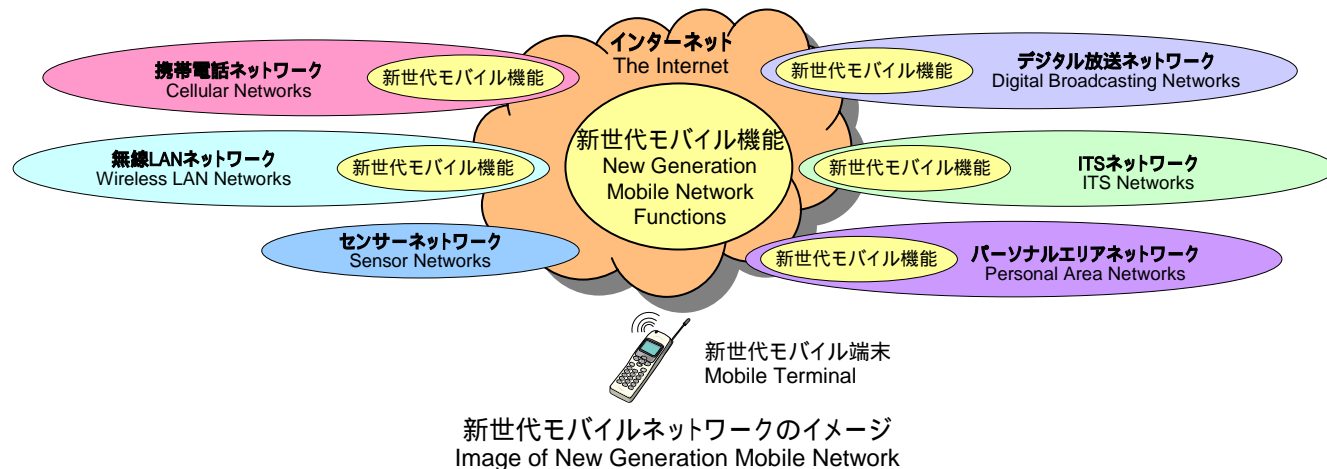 インターネット
The Internet
携帯電話ネットワーク
Cellular Networks
新世代モバイル機能
新世代モバイル機能
デジタル放送ネットワーク
Digital Broadcasting Networks
新世代モバイル機能
New Generation
Mobile Network
Functions
無線LANネットワーク
Wireless LAN Networks
新世代モバイル機能
新世代モバイル機能
ITSネットワーク
ITS Networks
センサーネットワーク
Sensor Networks
新世代モバイル機能
パーソナルエリアネットワーク
Personal Area Networks
新世代モバイル端末
Mobile Terminal
新世代モバイルネットワークのイメージ
Image of New Generation Mobile Network